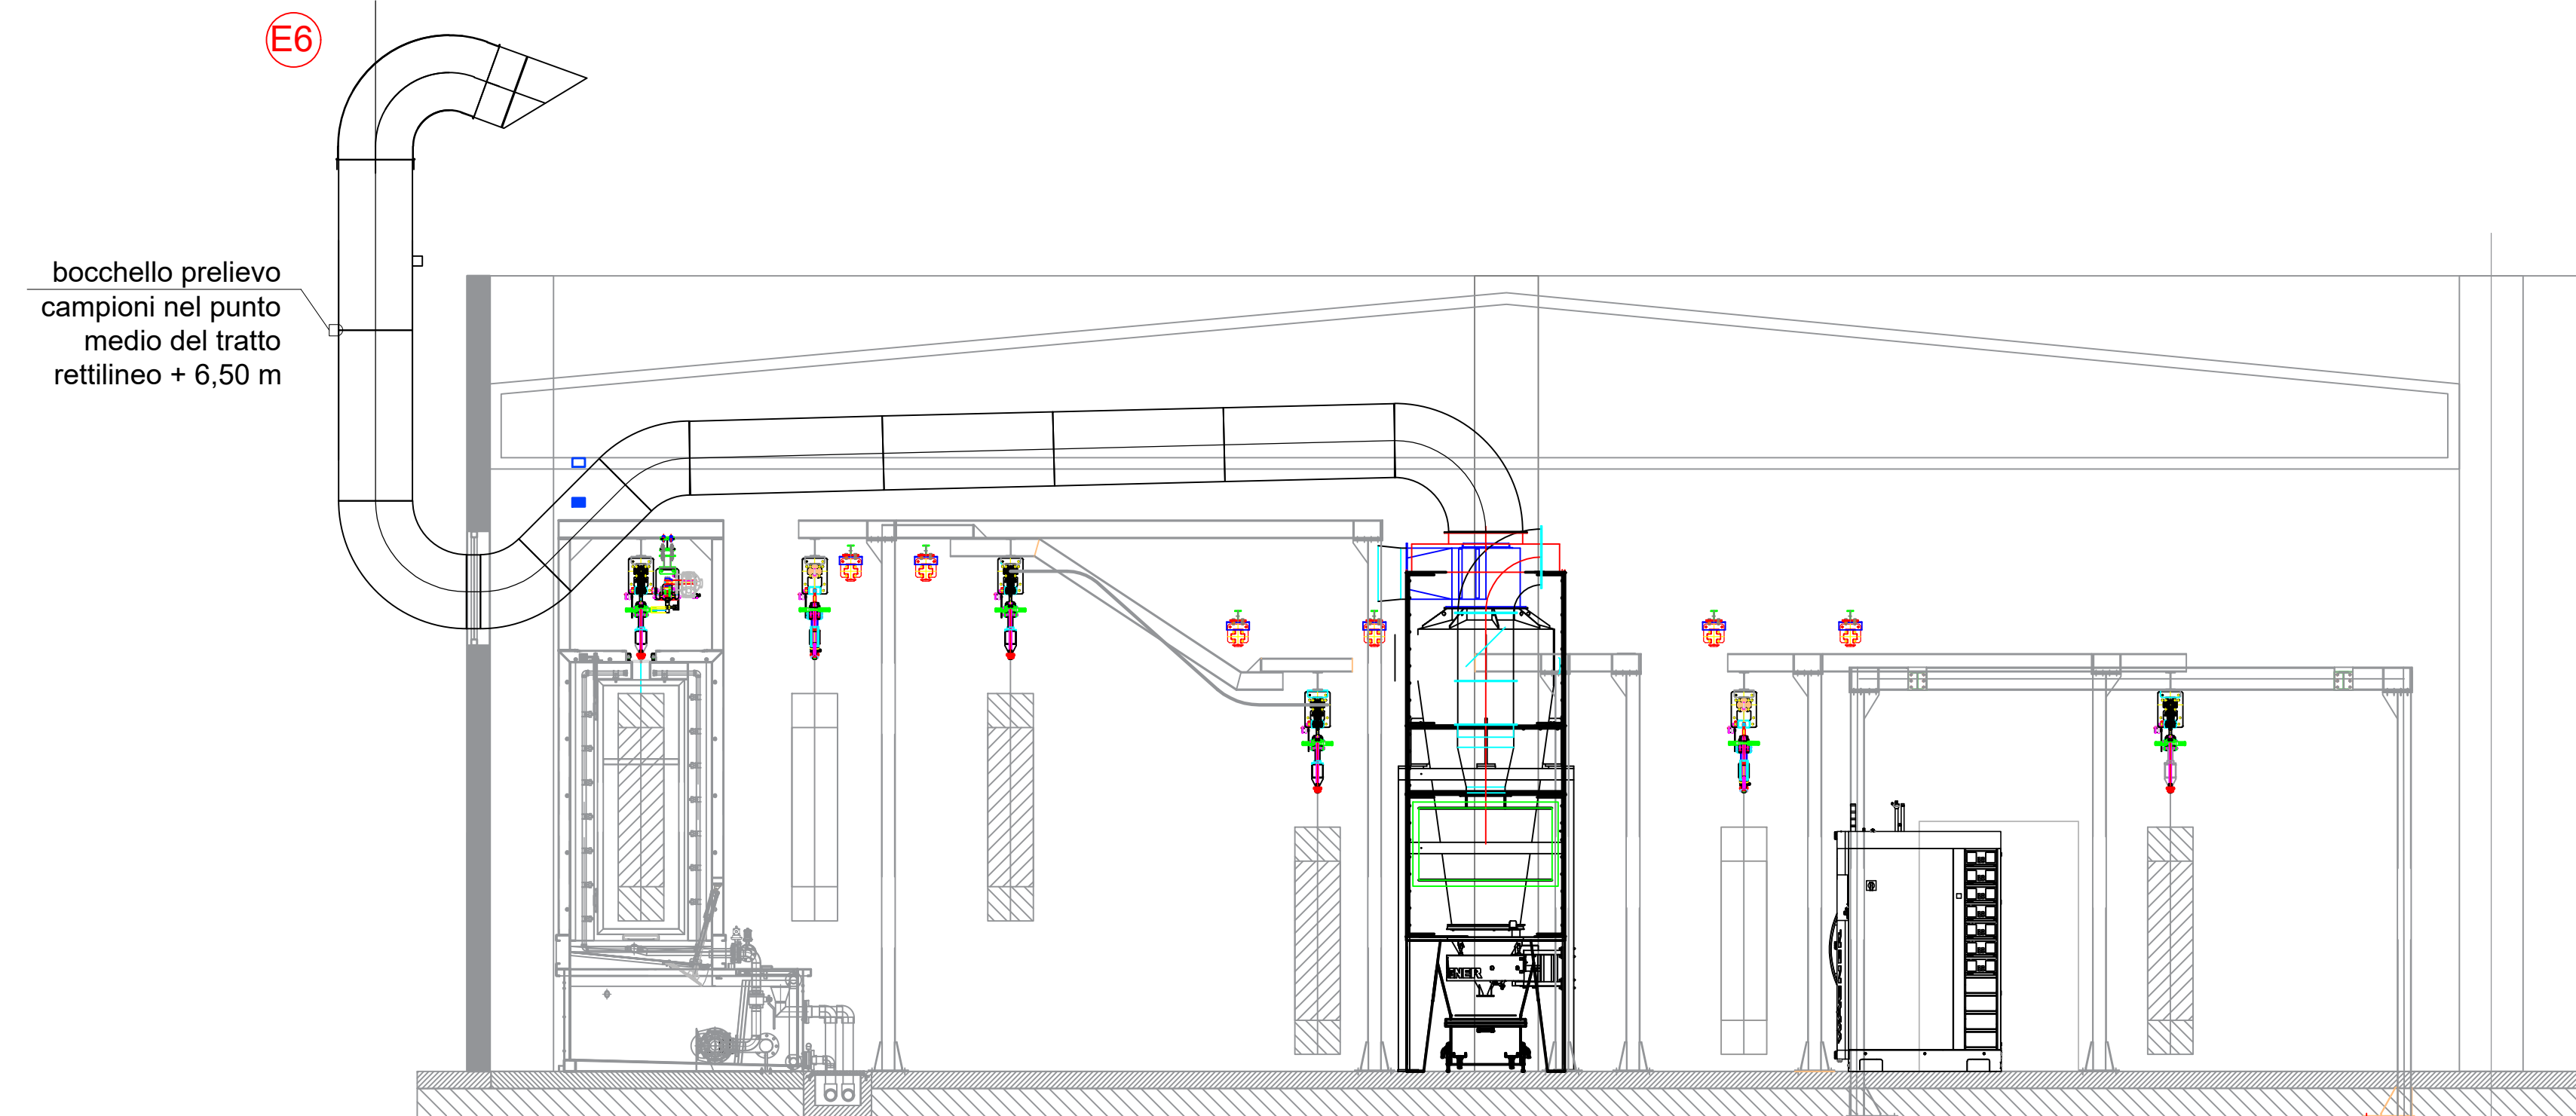 E6
bocchello prelievo
campioni nel punto
medio del tratto
rettilineo + 6,50 m